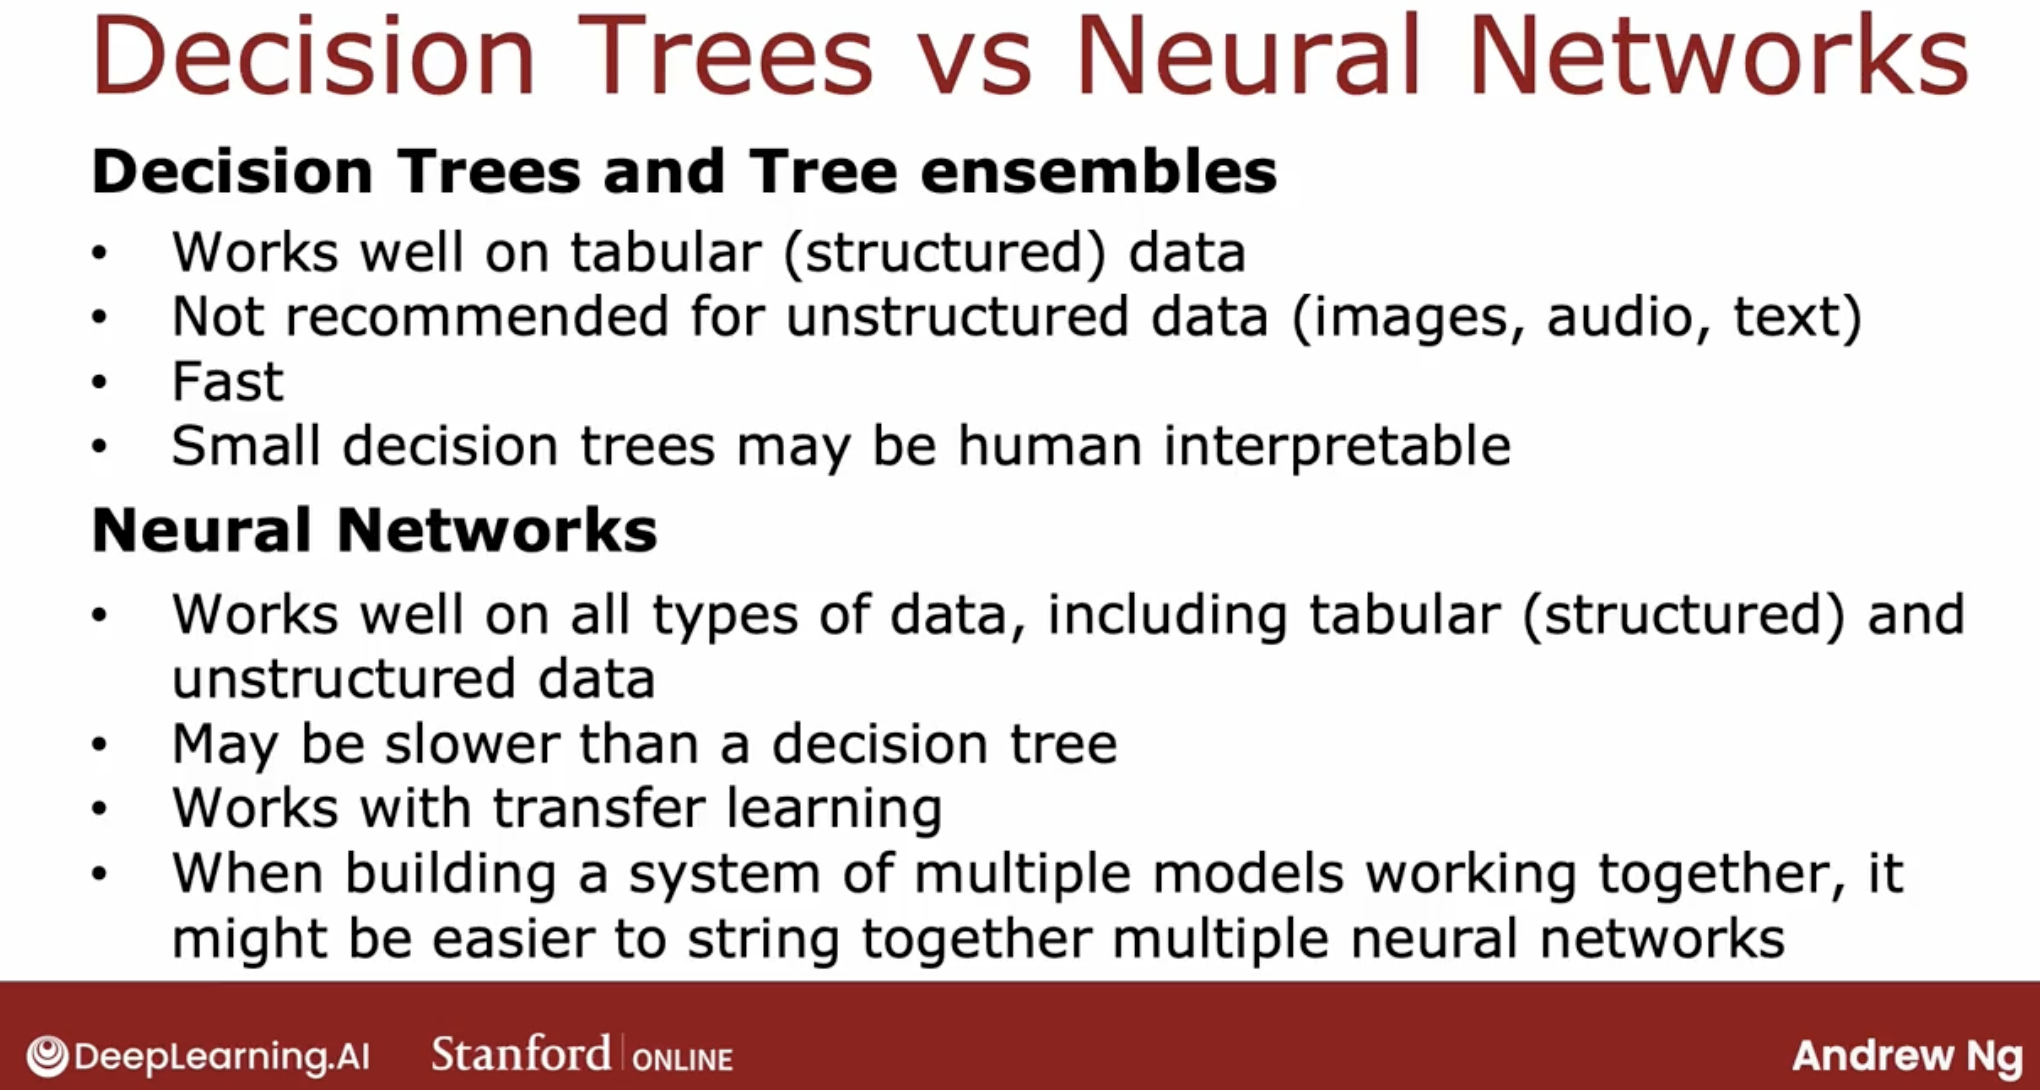 Decision Trees vs Neural Networks
Decision Trees and Tree ensembles
• Works well on tabular (structured) data
• Not recommended for unstructured data (images, audio, text)
• Fast
• Small decision trees may be human interpretable
Neural Networks
• Works well on all types of data, including tabular (structured) and
unstructured data
• May be slower than a decision tree
• Works with transfer learning
• When building a system of multiple models working together, it
might be easier to string together multiple neural networks
DeepLearning.AI Stanford ONLINE Andrew Ng